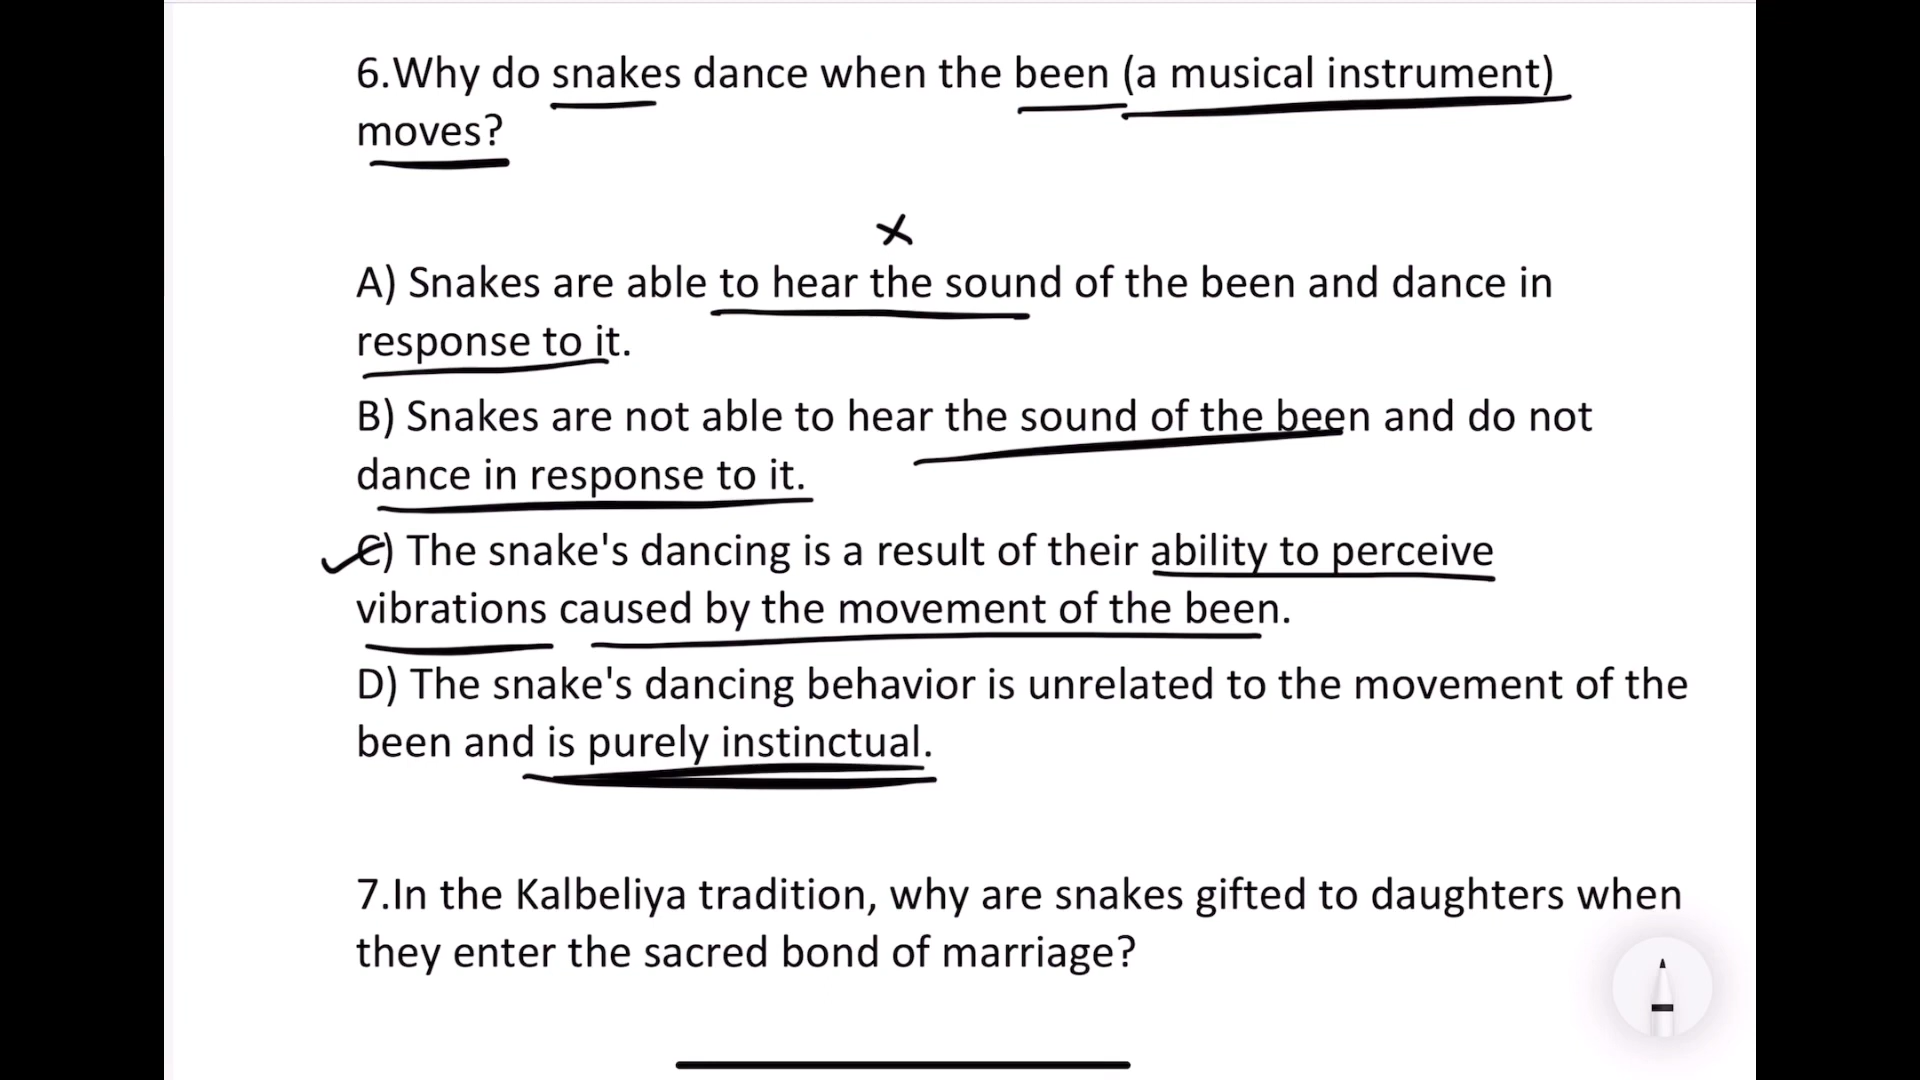 6.Why do snakes dance when the been (a musical instrument)
moves?
A) Snakes are able to hear the sound of the been and dance in
response to it.
B) Snakes are not able to hear the sound of the been and do not
dance in response to it.
C) The snake's dancing is a result of their ability to perceive
vibrations caused by the movement of the been.
D) The snake's dancing behavior is unrelated to the movement of the
been and is purely instinctual.
7.In the Kalbeliya tradition, why are snakes gifted to daughters when
they enter the sacred bond of marriage?